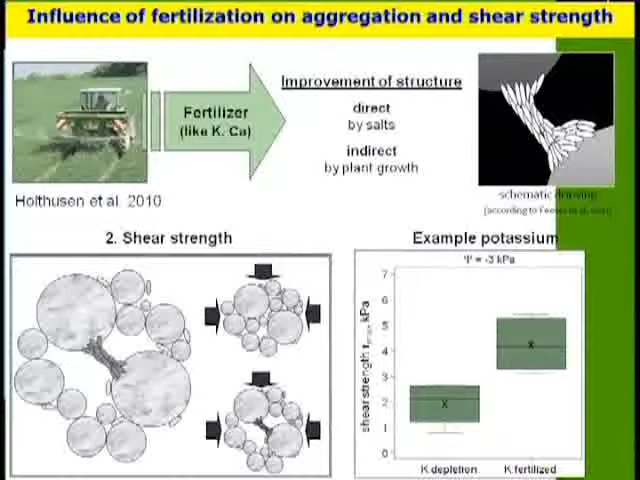 Influence of fertilization on aggregation and shear strength
Fertilizer
(like K. Ca)
Improvement of structure
direct
by salts
indirect
by plant growth
Holthusen et al. 2010
schematic drawing
(according to
2. Shear strength
Example potassium
Ψ = -3 kPa
shear strength
kPa
7
6
5
4
3
2
1
0
K depletion
K fertilized